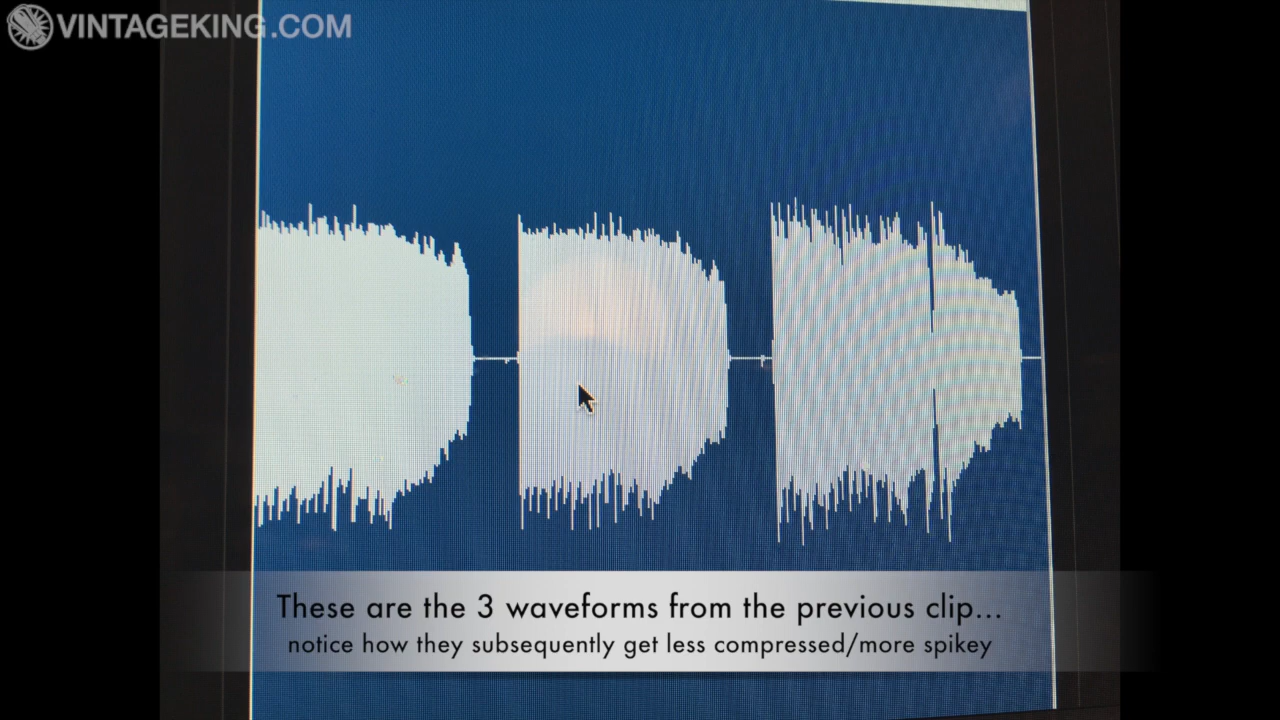 VINTAGEKING.COM
These are the 3 waveforms from the previous clip...
notice how they subsequently get less compressed/more spikey